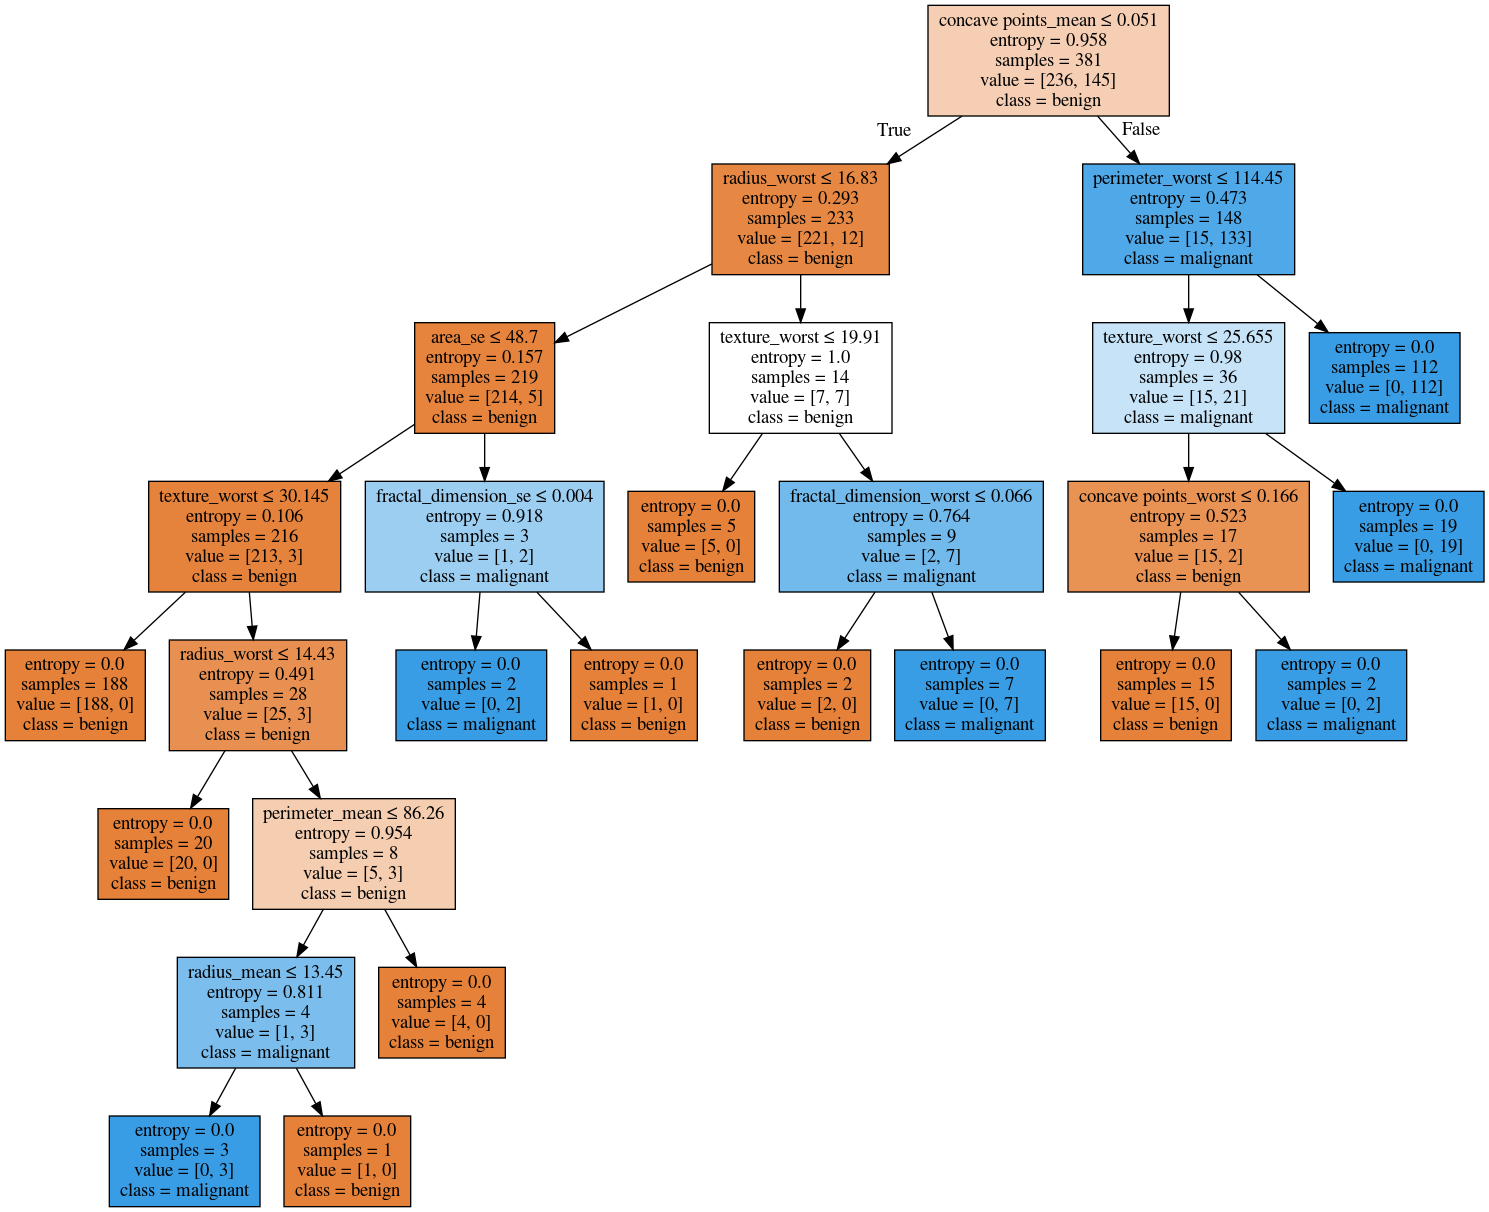 concave points_mean ≤ 0.051
entropy = 0.958
samples = 381
value = [236, 145]
class = benign
True
False
radius_worst ≤ 16.83
entropy = 0.293
samples = 233
value = [221, 12]
class = benign
perimeter_worst ≤ 114.45
entropy = 0.473
samples = 148
value = [15, 133]
class = malignant
area_se ≤ 48.7
entropy = 0.157
samples = 219
value = [214, 5]
class = benign
texture_worst ≤ 19.91
entropy = 1.0
samples = 14
value = [7, 7]
class = benign
texture_worst ≤ 25.655
entropy = 0.98
samples = 36
value = [15, 21]
class = malignant
entropy = 0.0
samples = 112
value = [0, 112]
class = malignant
texture_worst ≤ 30.145
entropy = 0.106
samples = 216
value = [213, 3]
class = benign
fractal_dimension_se ≤ 0.004
entropy = 0.918
samples = 3
value = [1, 2]
class = malignant
entropy = 0.0
samples = 5
value = [5, 0]
class = benign
fractal_dimension_worst ≤ 0.066
entropy = 0.764
samples = 9
value = [2, 7]
class = malignant
concave points_worst ≤ 0.166
entropy = 0.523
samples = 17
value = [15, 2]
class = benign
entropy = 0.0
samples = 19
value = [0, 19]
class = malignant
entropy = 0.0
samples = 188
value = [188, 0]
class = benign
radius_worst ≤ 14.43
entropy = 0.491
samples = 28
value = [25, 3]
class = benign
entropy = 0.0
samples = 2
value = [0, 2]
class = malignant
entropy = 0.0
samples = 1
value = [1, 0]
class = benign
entropy = 0.0
samples = 2
value = [2, 0]
class = benign
entropy = 0.0
samples = 7
value = [0, 7]
class = malignant
entropy = 0.0
samples = 15
value = [15, 0]
class = benign
entropy = 0.0
samples = 2
value = [0, 2]
class = malignant
entropy = 0.0
samples = 20
value = [20, 0]
class = benign
perimeter_mean ≤ 86.26
entropy = 0.954
samples = 8
value = [5, 3]
class = benign
radius_mean ≤ 13.45
entropy = 0.811
samples = 4
value = [1, 3]
class = malignant
entropy = 0.0
samples = 4
value = [4, 0]
class = benign
entropy = 0.0
samples = 3
value = [0, 3]
class = malignant
entropy = 0.0
samples = 1
value = [1, 0]
class = benign